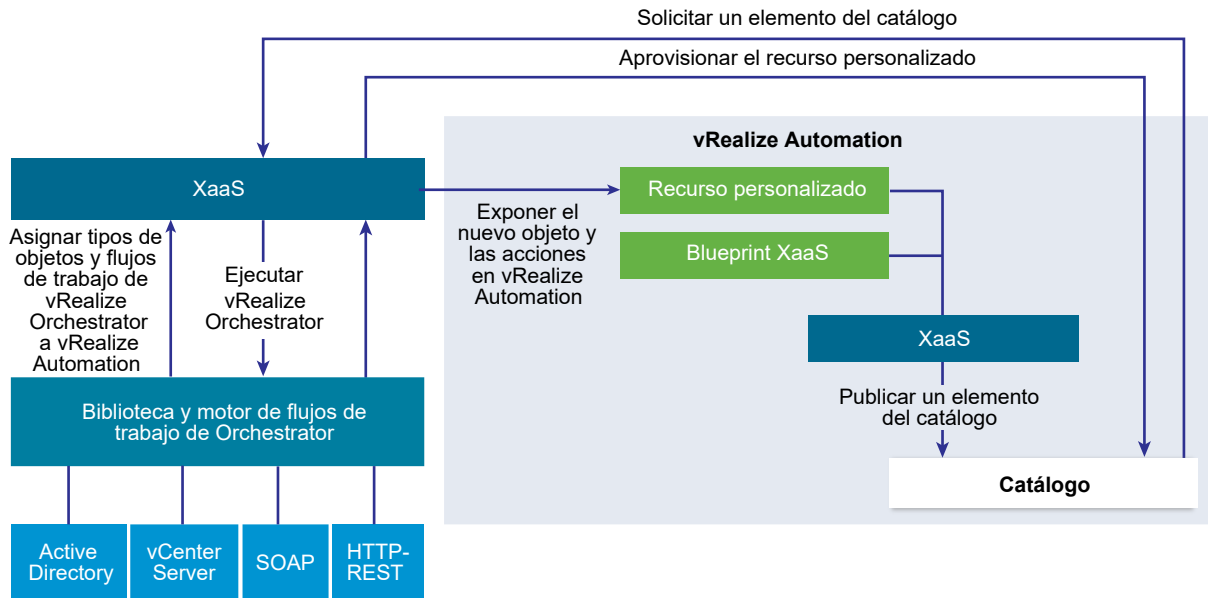 Solicitar un elemento del catálogo
Aprovisionar el recurso personalizado
vRealize Automation
XaaS
Recurso personalizado
Exponer el
nuevo objeto y
las acciones
en vRealize
Automation
Blueprint XaaS
Asignar tipos de
objetos y flujos
de trabajo de
vRealize
Orchestrator
a vRealize
Automation
Ejecutar
vRealize
Orchestrator
XaaS
Publicar un elemento
del catálogo
Biblioteca y motor de flujos de
trabajo de Orchestrator
Catálogo
Active
Directory
vCenter
Server
SOAP
HTTP-
REST